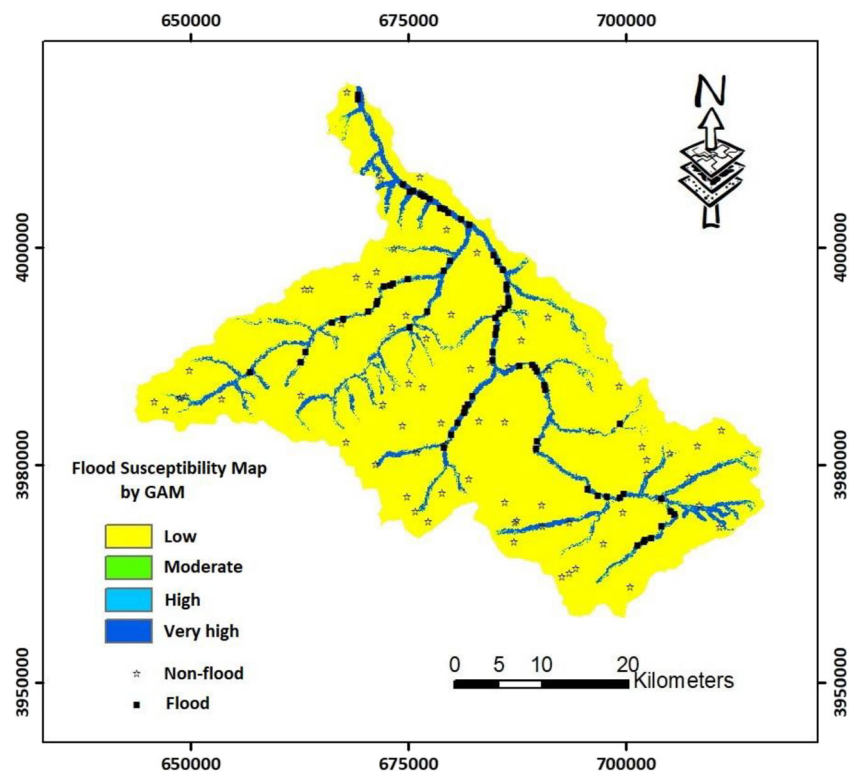 650000 675000 700000
N
4000000 4000000
3980000 3980000
Flood Susceptibility Map
by GAM
Low
Moderate
High
Very high
Non-flood
Flood
0 5 10 20
Kilometers
3950000 3950000
650000 675000 700000